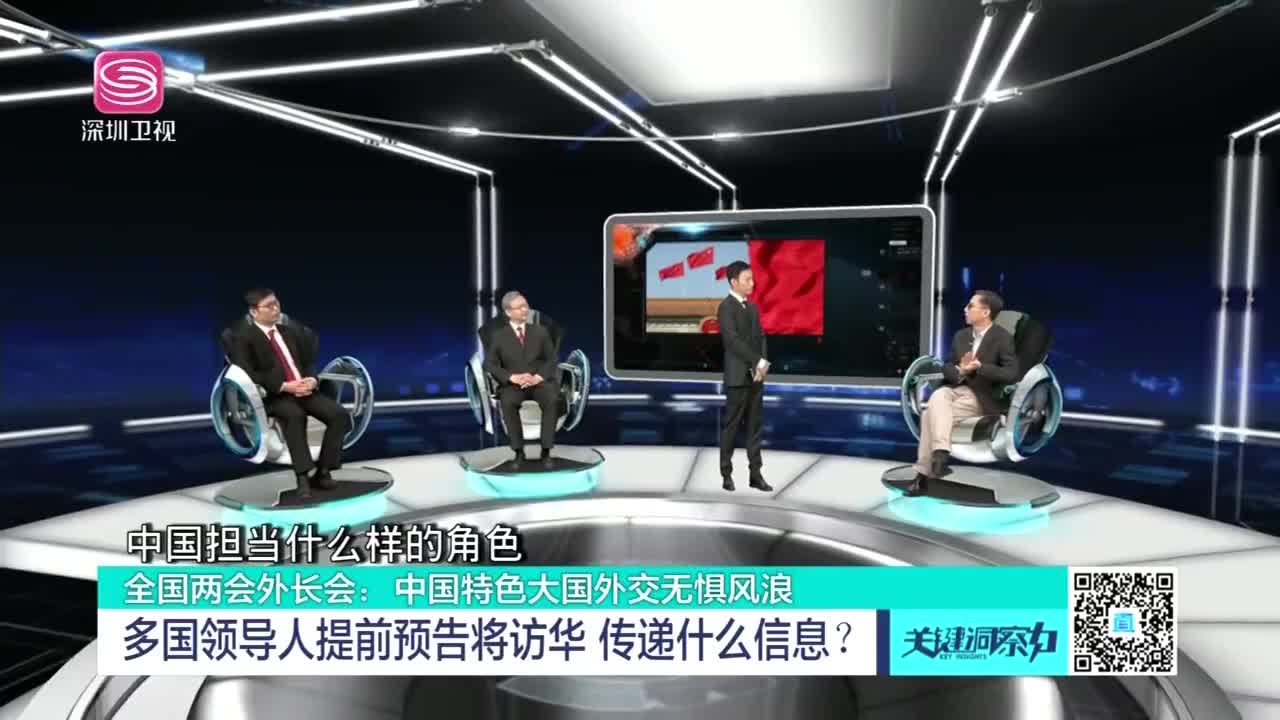 深圳卫视
中国担当什么样的角色
全国两会外长会：中国特色大国外交无惧风浪
多国领导人提前预告将访华 传递什么信息？
关键洞察力
KEY INSIGHTS